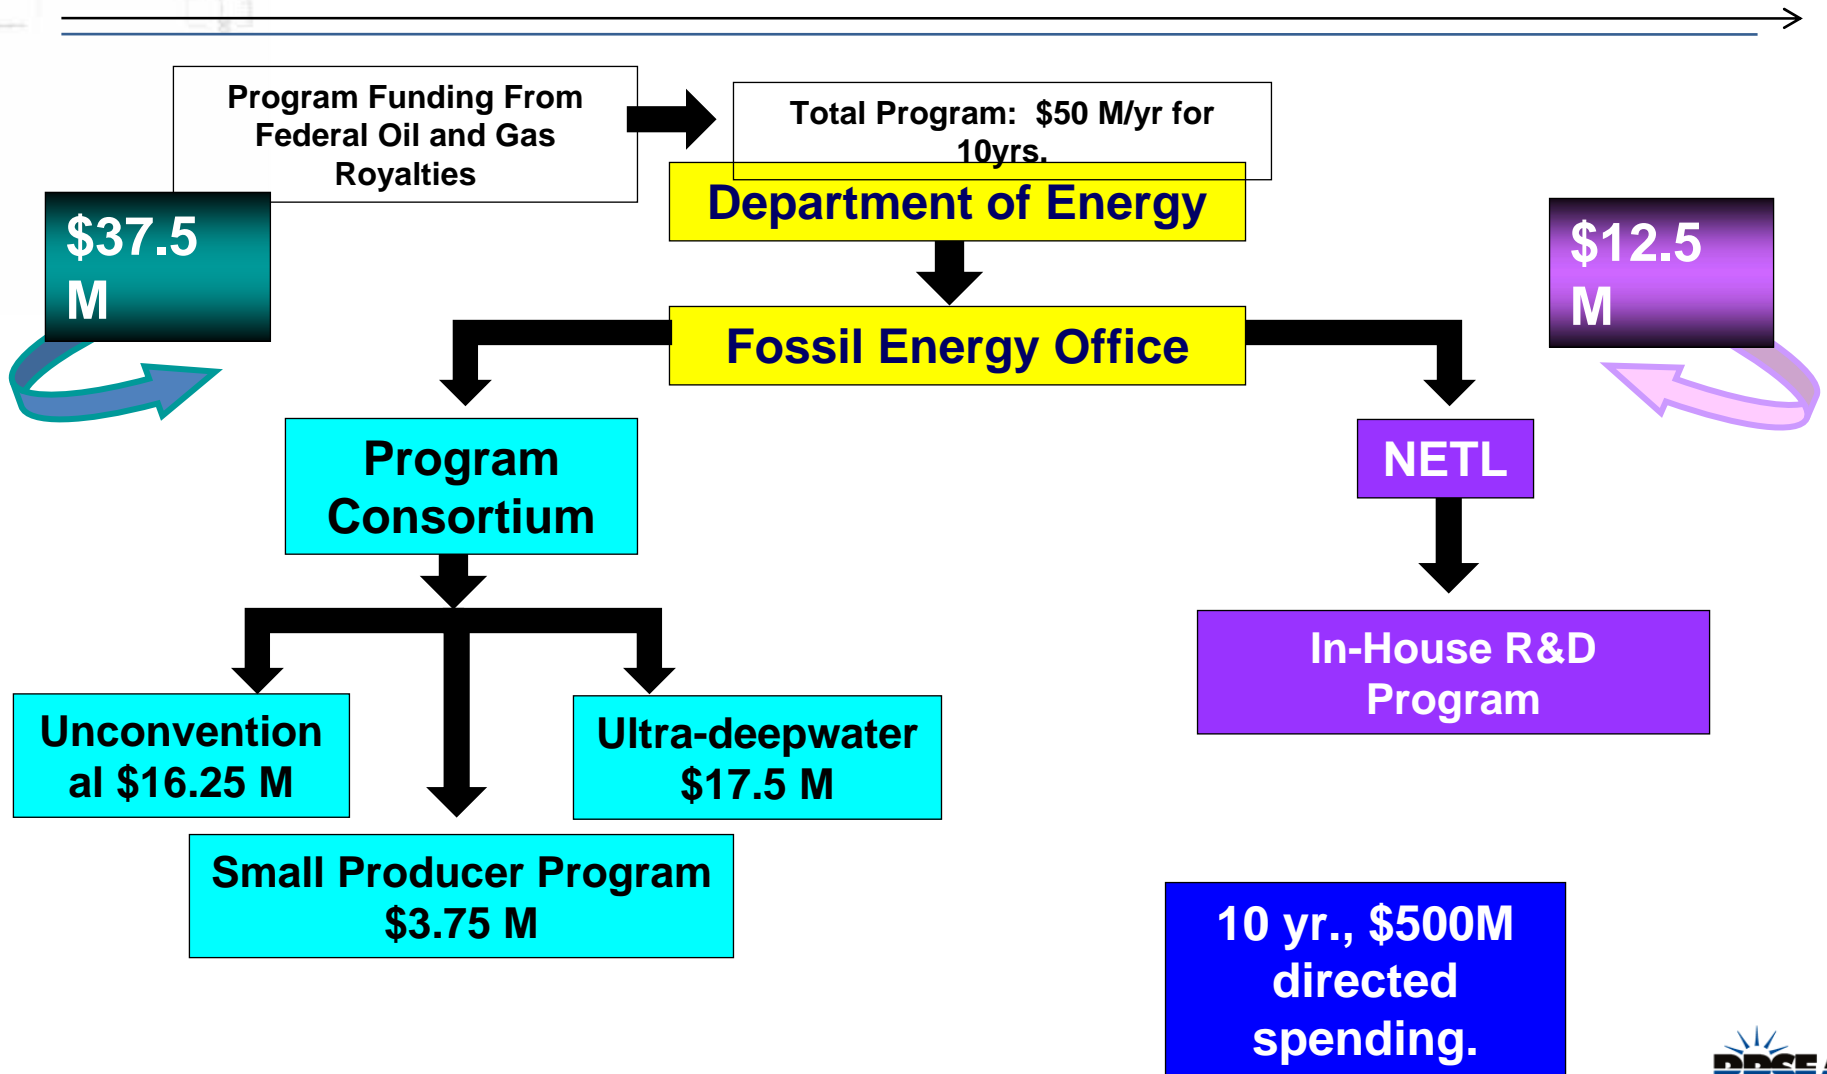 Program Funding From
Federal Oil and Gas
Royalties
Total Program: $50 M/yr for
10yrs.
Department of Energy
$37.5
M
$12.5
M
Fossil Energy Office
Program
Consortium
NETL
In-House R&D
Program
Unconvention
al $16.25 M
Ultra-deepwater
$17.5 M
Small Producer Program
$3.75 M
10 yr., $500M
directed
spending.